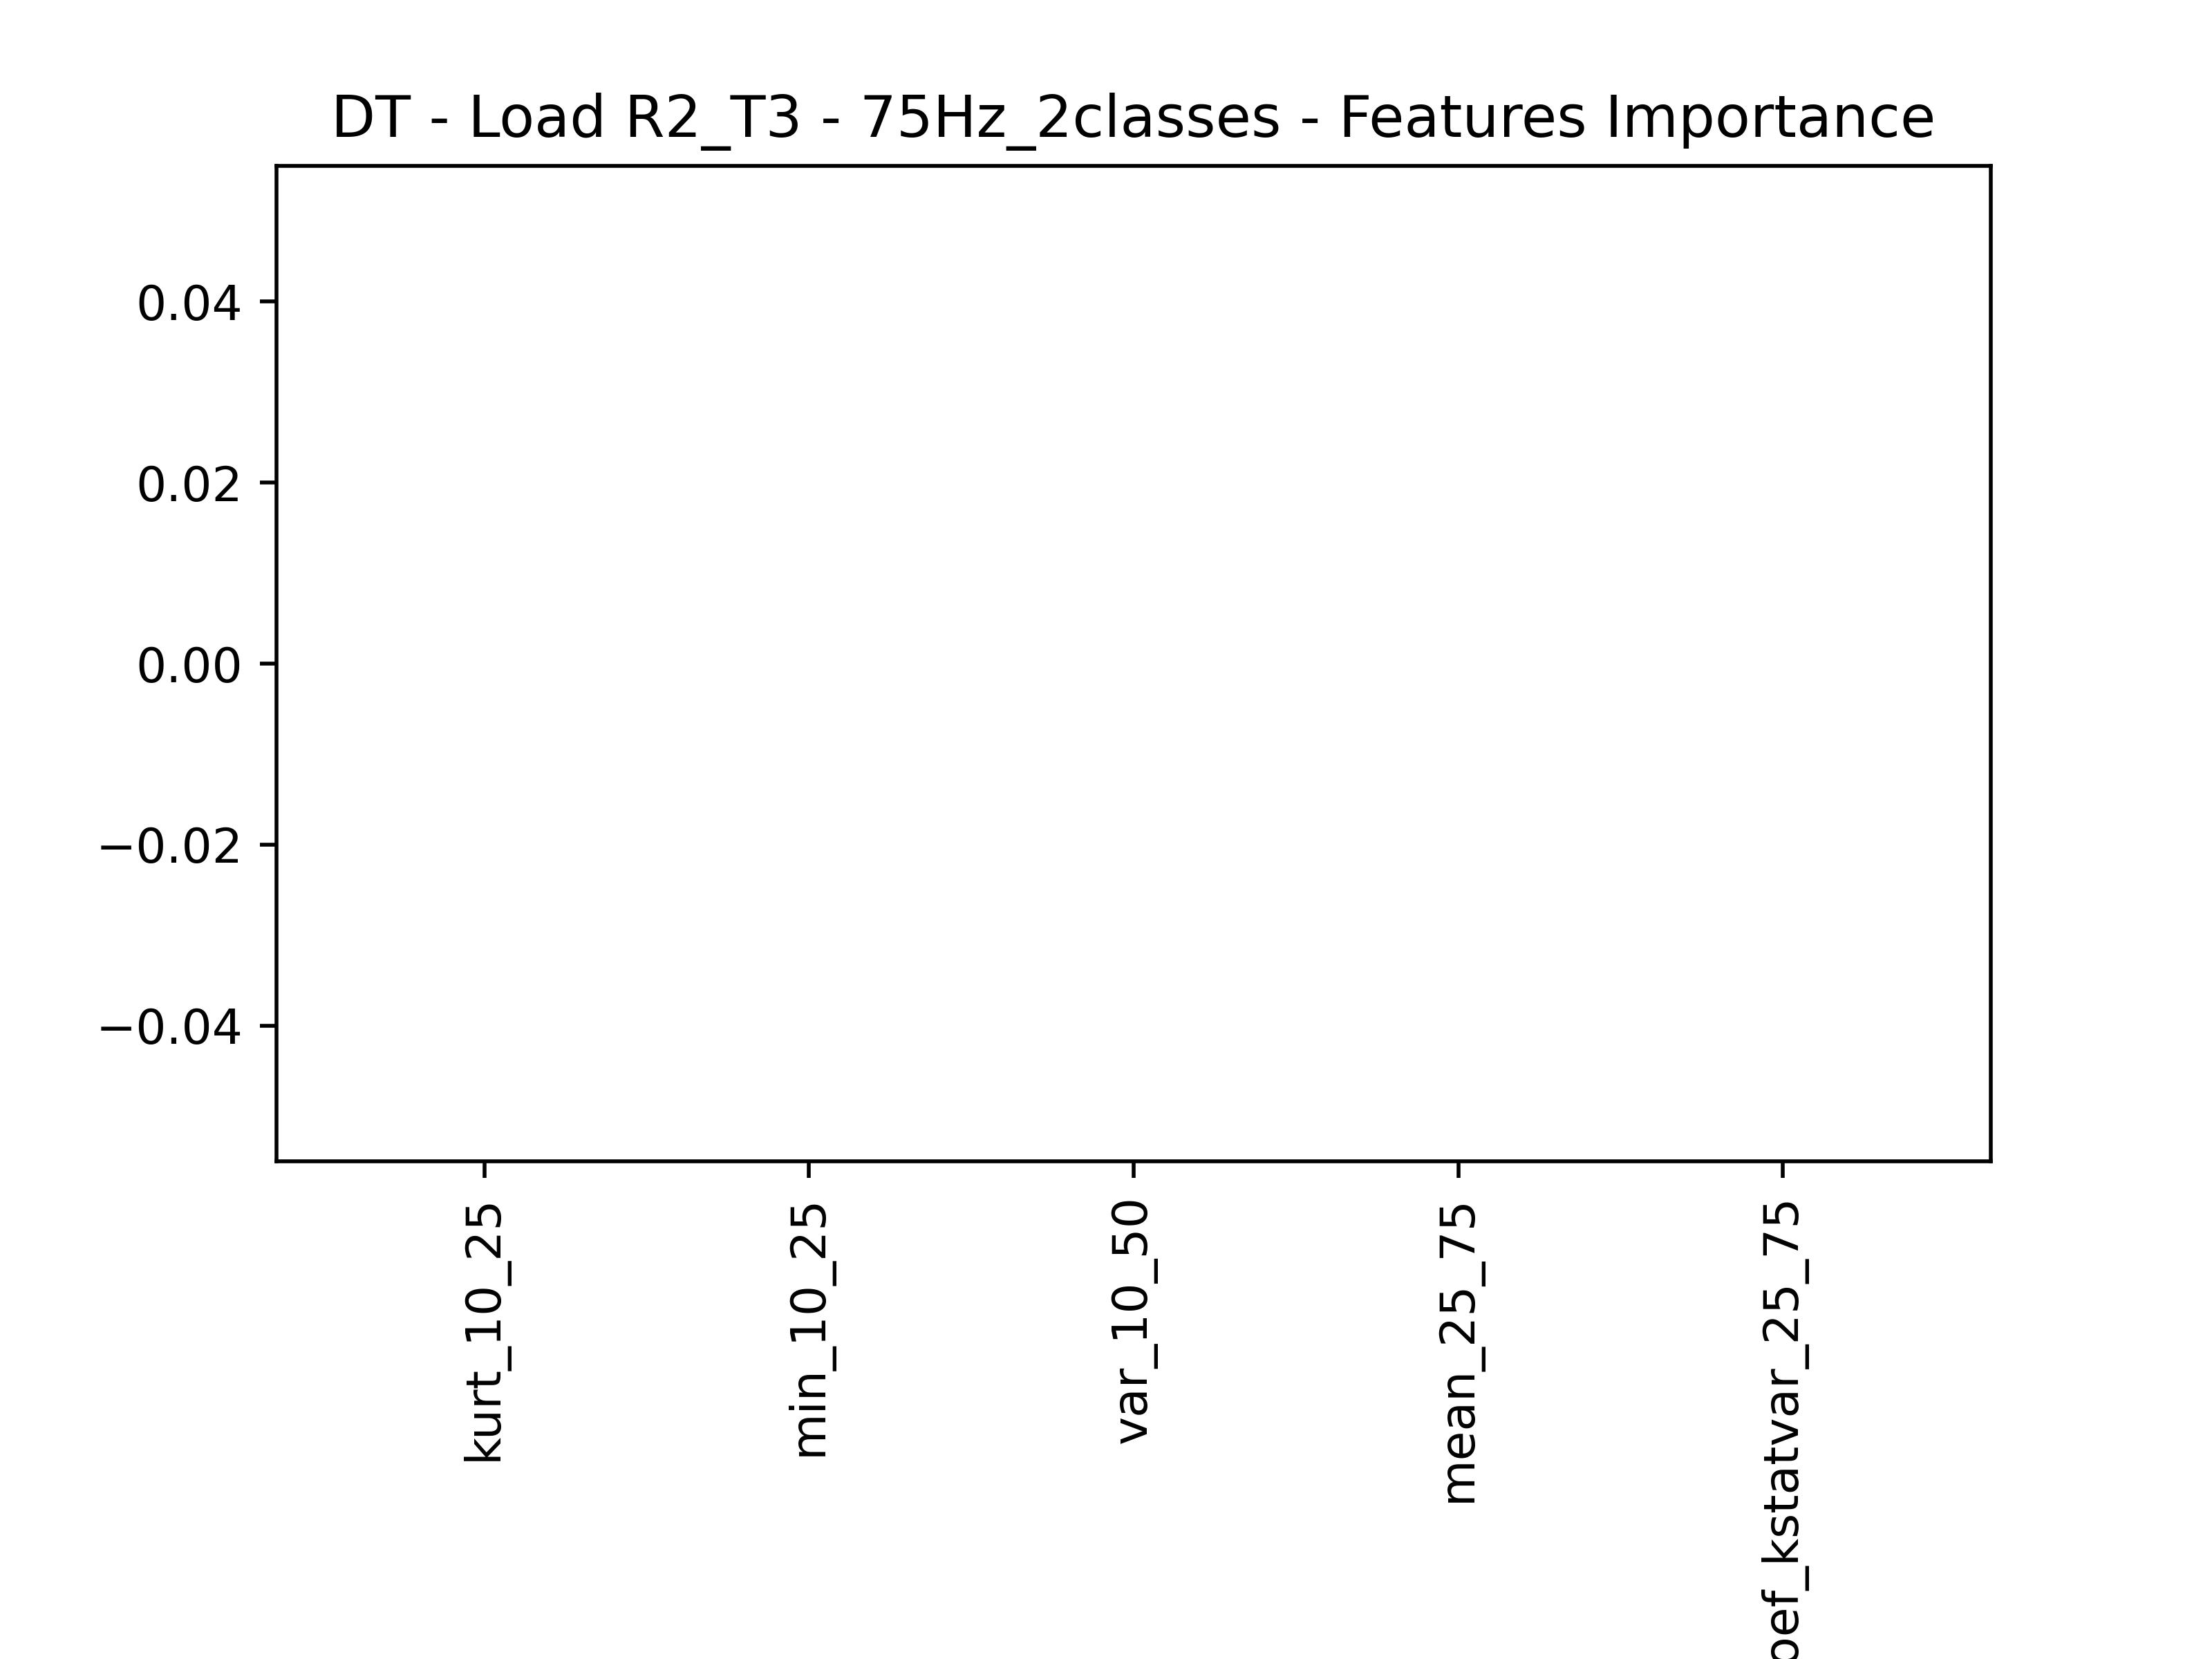 DT - Load R2_T3 - 75Hz_2classes - Features Importance
0.04
0.02
0.00
−0.02
−0.04
kurt_10_25
min_10_25
var_10_50
mean_25_75
oef_kstatvar_25_75